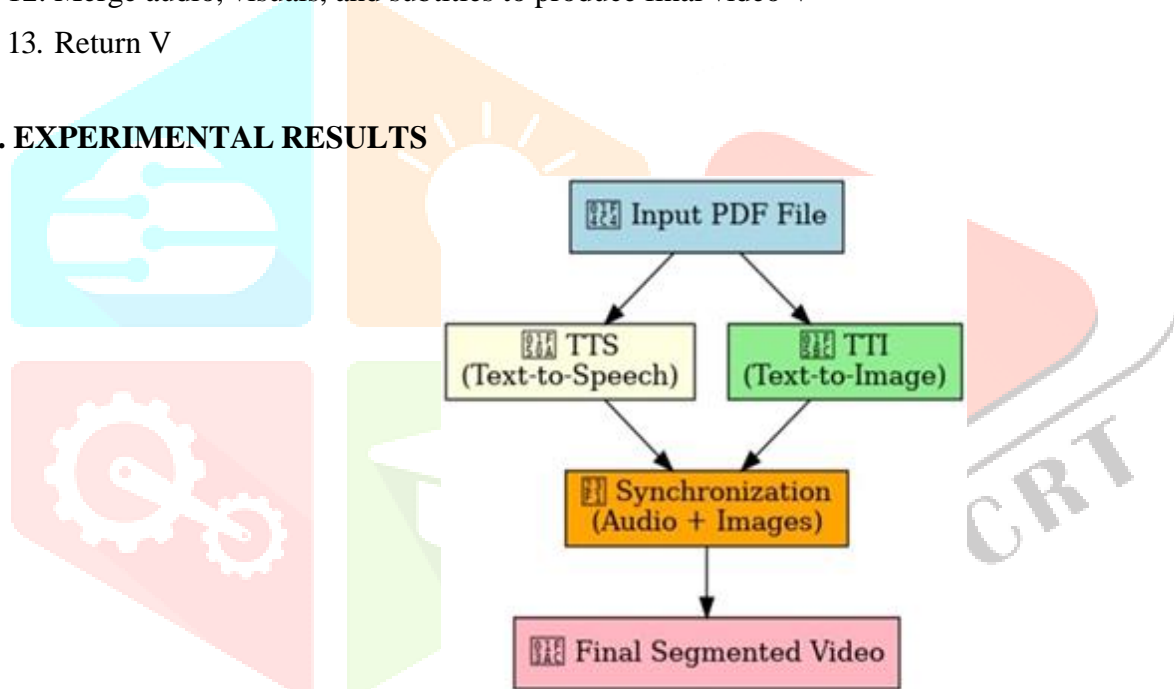 12. Merge audio, visuals, and subtitles to produce final video V
13. Return V
. EXPERIMENTAL RESULTS
Input PDF File
TTS
(Text-to-Speech)
TTI
(Text-to-Image)
Synchronization
(Audio + Images)
Final Segmented Video
CRT